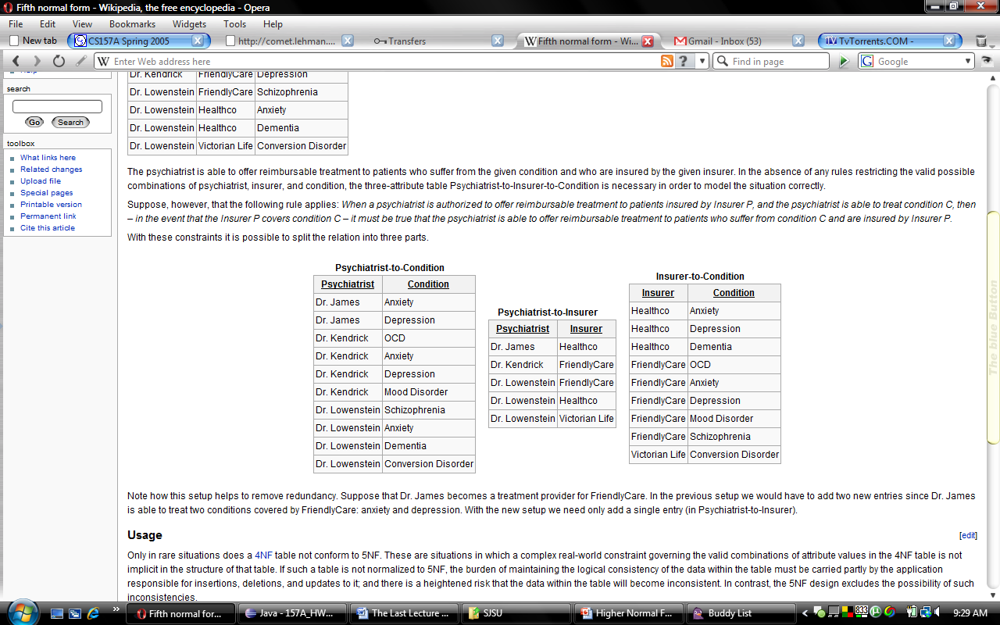 Fifth normal form - Wikipedia, the free encyclopedia - Opera
File Edit View Bookmarks Widgets Tools Help
New tab CS157A Spring 2005 http://comet.lehman.... Transfers Fifth normal form - Wi... Gmail - Inbox (53) TvTorrents.COM -
Enter Web address here Find in page Google
search
Go Search
toolbox
What links here
Related changes
Upload file
Special pages
Printable version
Permanent link
Cite this article
Dr. Kendrick FriendlyCare Depression
Dr. Lowenstein FriendlyCare Schizophrenia
Dr. Lowenstein Healthco Anxiety
Dr. Lowenstein Healthco Dementia
Dr. Lowenstein Victorian Life Conversion Disorder
The psychiatrist is able to offer reimbursable treatment to patients who suffer from the given condition and who are insured by the given insurer. In the absence of any rules restricting the valid possible
combinations of psychiatrist, insurer, and condition, the three-attribute table Psychiatrist-to-Insurer-to-Condition is necessary in order to model the situation correctly.
Suppose, however, that the following rule applies: When a psychiatrist is authorized to offer reimbursable treatment to patients insured by Insurer P, and the psychiatrist is able to treat condition C, then
– in the event that the Insurer P covers condition C – it must be true that the psychiatrist is able to offer reimbursable treatment to patients who suffer from condition C and are insured by Insurer P.
With these constraints it is possible to split the relation into three parts.
Psychiatrist-to-Condition
Psychiatrist Condition
Dr. James Anxiety
Dr. James Depression
Dr. Kendrick OCD
Dr. Kendrick Anxiety
Dr. Kendrick Depression
Dr. Kendrick Mood Disorder
Dr. Lowenstein Schizophrenia
Dr. Lowenstein Anxiety
Dr. Lowenstein Dementia
Dr. Lowenstein Conversion Disorder
Psychiatrist-to-Insurer
Psychiatrist Insurer
Dr. James Healthco
Dr. Kendrick FriendlyCare
Dr. Lowenstein FriendlyCare
Dr. Lowenstein Healthco
Dr. Lowenstein Victorian Life
Insurer-to-Condition
Insurer Condition
Healthco Anxiety
Healthco Depression
Healthco Dementia
FriendlyCare OCD
FriendlyCare Anxiety
FriendlyCare Depression
FriendlyCare Mood Disorder
FriendlyCare Schizophrenia
Victorian Life Conversion Disorder
The blue Button
Note how this setup helps to remove redundancy. Suppose that Dr. James becomes a treatment provider for FriendlyCare. In the previous setup we would have to add two new entries since Dr. James
is able to treat two conditions covered by FriendlyCare: anxiety and depression. With the new setup we need only add a single entry (in Psychiatrist-to-Insurer).
Usage [edit]
Only in rare situations does a 4NF table not conform to 5NF. These are situations in which a complex real-world constraint governing the valid combinations of attribute values in the 4NF table is not
implicit in the structure of that table. If such a table is not normalized to 5NF, the burden of maintaining the logical consistency of the data within the table must be carried partly by the application
responsible for insertions, deletions, and updates to it; and there is a heightened risk that the data within the table will become inconsistent. In contrast, the 5NF design excludes the possibility of such
inconsistencies.
Fifth normal for... Java - 157A_HW... The Last Lecture ... SJSU Higher Normal F... Buddy List 833 9:29 AM